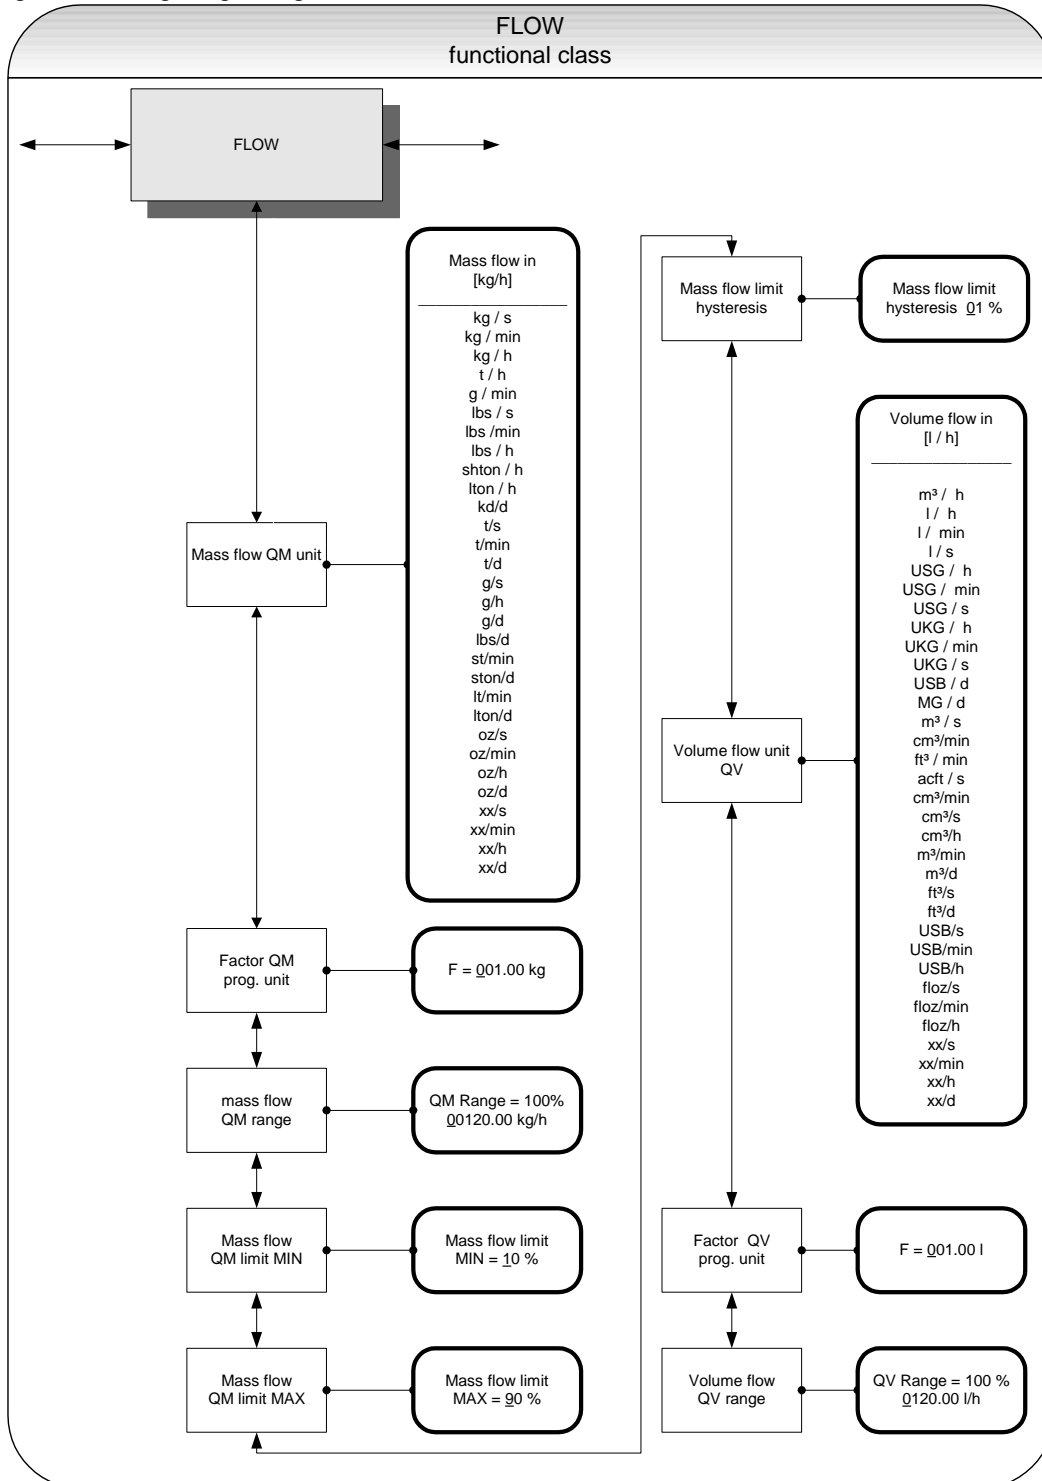 FLOW
functional class
FLOW
Mass flow in
[kg/h]
kg / s
kg / min
kg / h
t / h
g / min
lbs / s
lbs /min
lbs / h
shton / h
lton / h
kd/d
t/s
t/min
t/d
g/s
g/h
g/d
lbs/d
st/min
ston/d
lt/min
lton/d
oz/s
oz/min
oz/h
oz/d
xx/s
xx/min
xx/h
xx/d
Mass flow QM unit
Factor QM
prog. unit
F = 001.00 kg
mass flow
QM range
QM Range = 100%
00120.00 kg/h
Mass flow
QM limit MIN
Mass flow limit
MIN = 10 %
Mass flow
QM limit MAX
Mass flow limit
MAX = 90 %
Mass flow limit
hysteresis
Mass flow limit
hysteresis 01 %
Volume flow unit
QV
Volume flow in
[l / h]
m³ / h
l / h
l / min
l / s
USG / h
USG / min
USG / s
UKG / h
UKG / min
UKG / s
USB / d
MG / d
m³ / s
cm³/min
ft³ / min
acft / s
cm³/min
cm³/s
cm³/h
m³/min
m³/d
ft³/s
ft³/d
USB/s
USB/min
USB/h
floz/s
floz/min
floz/h
xx/s
xx/min
xx/h
xx/d
Factor QV
prog. unit
F = 001.00 l
Volume flow
QV range
QV Range = 100 %
0120.00 l/h